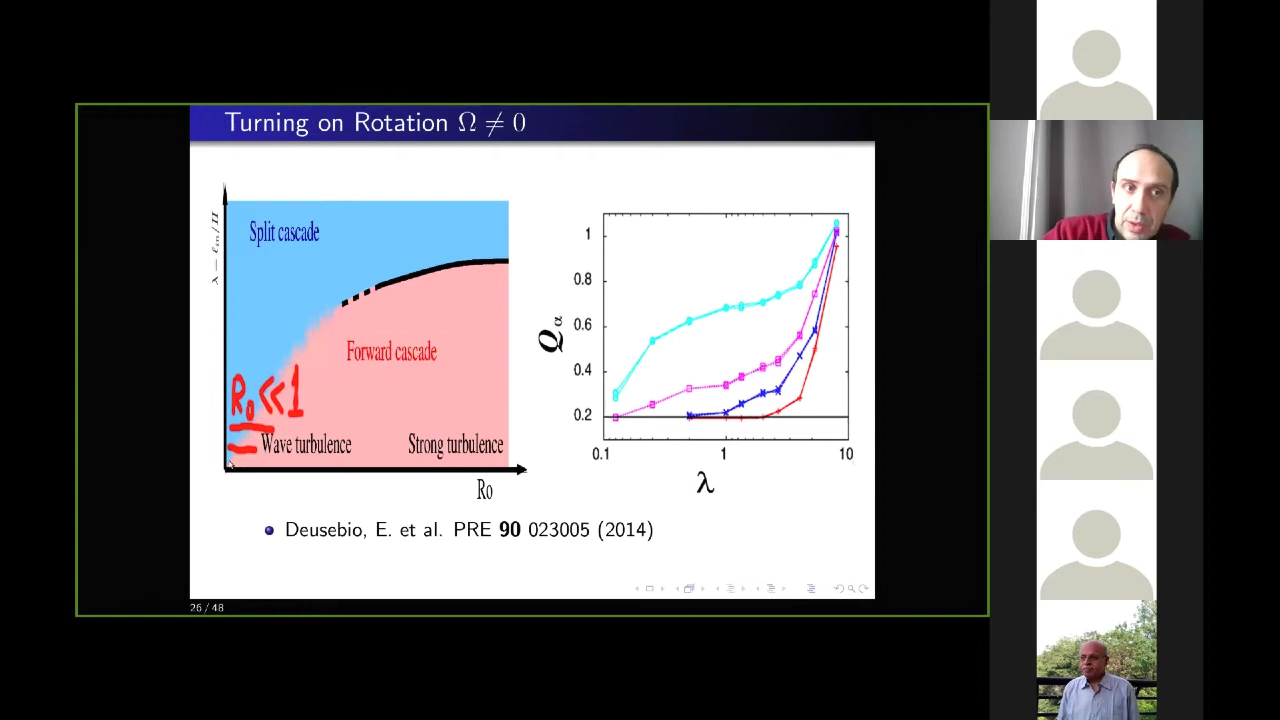 Turning on Rotation Ω ≠ 0
λ = ℓin/H
Split cascade
Forward cascade
R₀ <<1
Wave turbulence
Strong turbulence
Ro
Qα
1
0.8
0.6
0.4
0.2
0.1
1
10
λ
Deusebio, E. et al. PRE 90 023005 (2014)
26 / 48